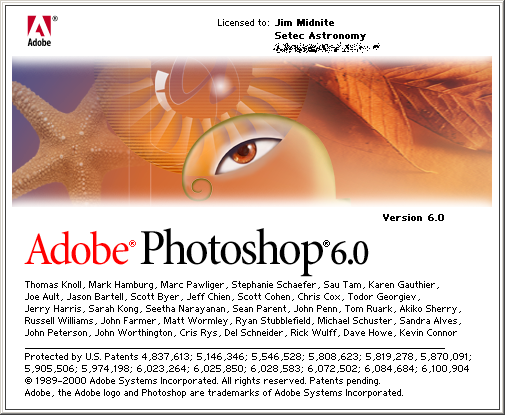 Adobe®
Licensed to: Jim Midnite
Setec Astronomy
Version 6.0
Adobe® Photoshop® 6.0
Thomas Knoll, Mark Hamburg, Marc Pawliger, Stephanie Schaefer, Sau Tam, Karen Gauthier,
Joe Ault, Jason Bartell, Scott Byer, Jeff Chien, Scott Cohen, Chris Cox, Todor Georgiev,
Jerry Harris, Sarah Kong, Seetha Narayanan, Sean Parent, John Penn, Tom Ruark, Akiko Sherry,
Russell Williams, John Farmer, Matt Wormley, Ryan Stubblefield, Michael Schuster, Sandra Alves,
John Peterson, John Worthington, Cris Rys, Del Schneider, Rick Wulff, Dave Howe, Kevin Connor
Protected by U.S. Patents 4,837,613; 5,146,346; 5,546,528; 5,808,623; 5,819,278, 5,870,091;
5,905,506; 5,974,198; 6,023,264; 6,025,850; 6,028,583; 6,072,502; 6,084,684; 6,100,904
© 1989-2000 Adobe Systems Incorporated. All rights reserved. Patents pending.
Adobe, the Adobe logo and Photoshop are trademarks of Adobe Systems Incorporated.